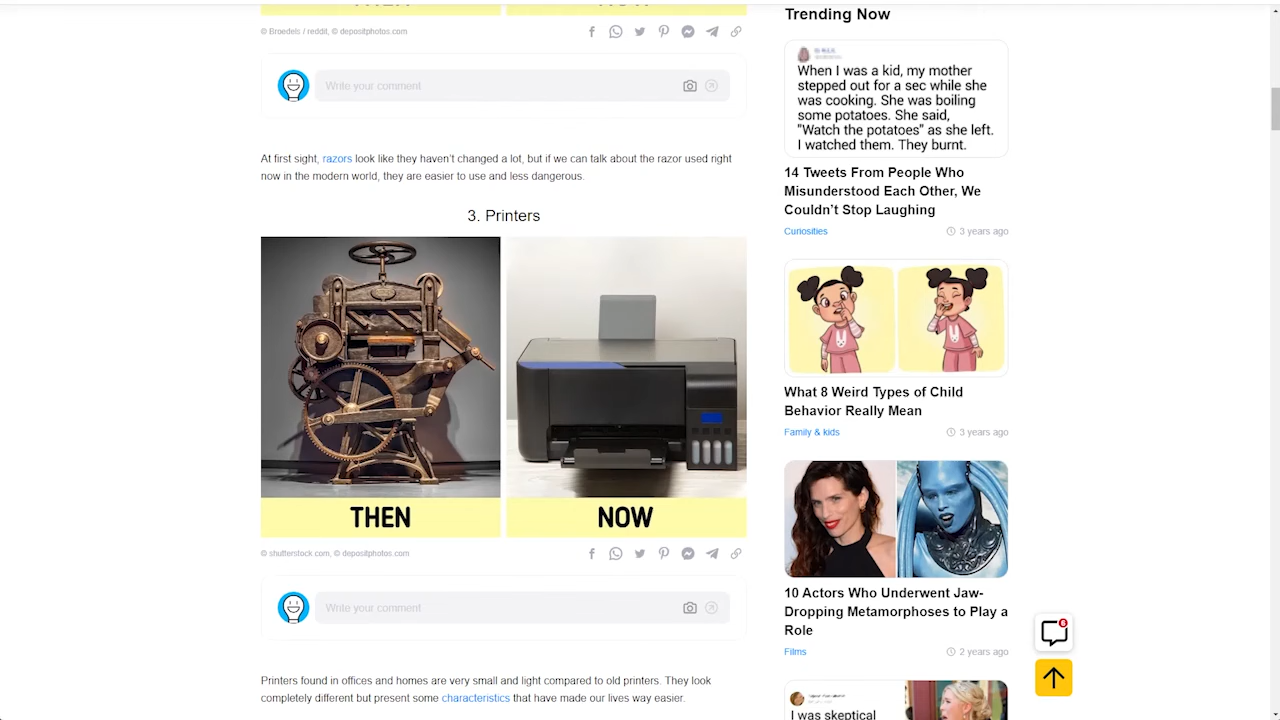 THEN
NOW
© Broedels / reddit, © depositphotos.com
Write your comment
At first sight, razors look like they haven't changed a lot, but if we can talk about the razor used right
now in the modern world, they are easier to use and less dangerous.
3. Printers
THEN
NOW
© shutterstock.com, © depositphotos.com
Write your comment
Printers found in offices and homes are very small and light compared to old printers. They look
completely different but present some characteristics that have made our lives way easier.
Trending Now
When I was a kid, my mother
stepped out for a sec while she
was cooking. She was boiling
some potatoes. She said,
"Watch the potatoes" as she left.
I watched them. They burnt.
14 Tweets From People Who
Misunderstood Each Other, We
Couldn't Stop Laughing
Curiosities
3 years ago
What 8 Weird Types of Child
Behavior Really Mean
Family & kids
3 years ago
10 Actors Who Underwent Jaw-
Dropping Metamorphoses to Play a
Role
Films
2 years ago
I was skeptical
6